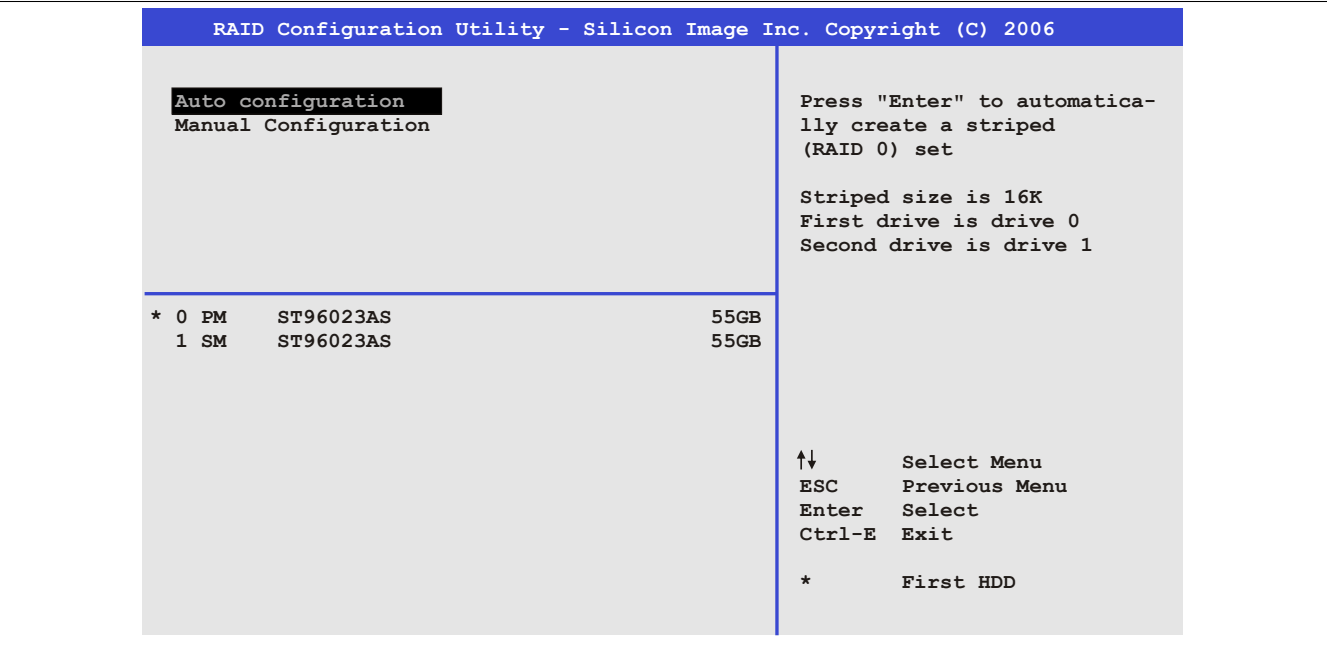 RAID Configuration Utility - Silicon Image Inc. Copyright (C) 2006
Auto configuration
Manual Configuration
Press "Enter" to automatica-
lly create a striped
(RAID 0) set
Striped size is 16K
First drive is drive 0
Second drive is drive 1
* 0 PM ST96023AS 55GB
1 SM ST96023AS 55GB
↑↓ Select Menu
ESC Previous Menu
Enter Select
Ctrl-E Exit
* First HDD